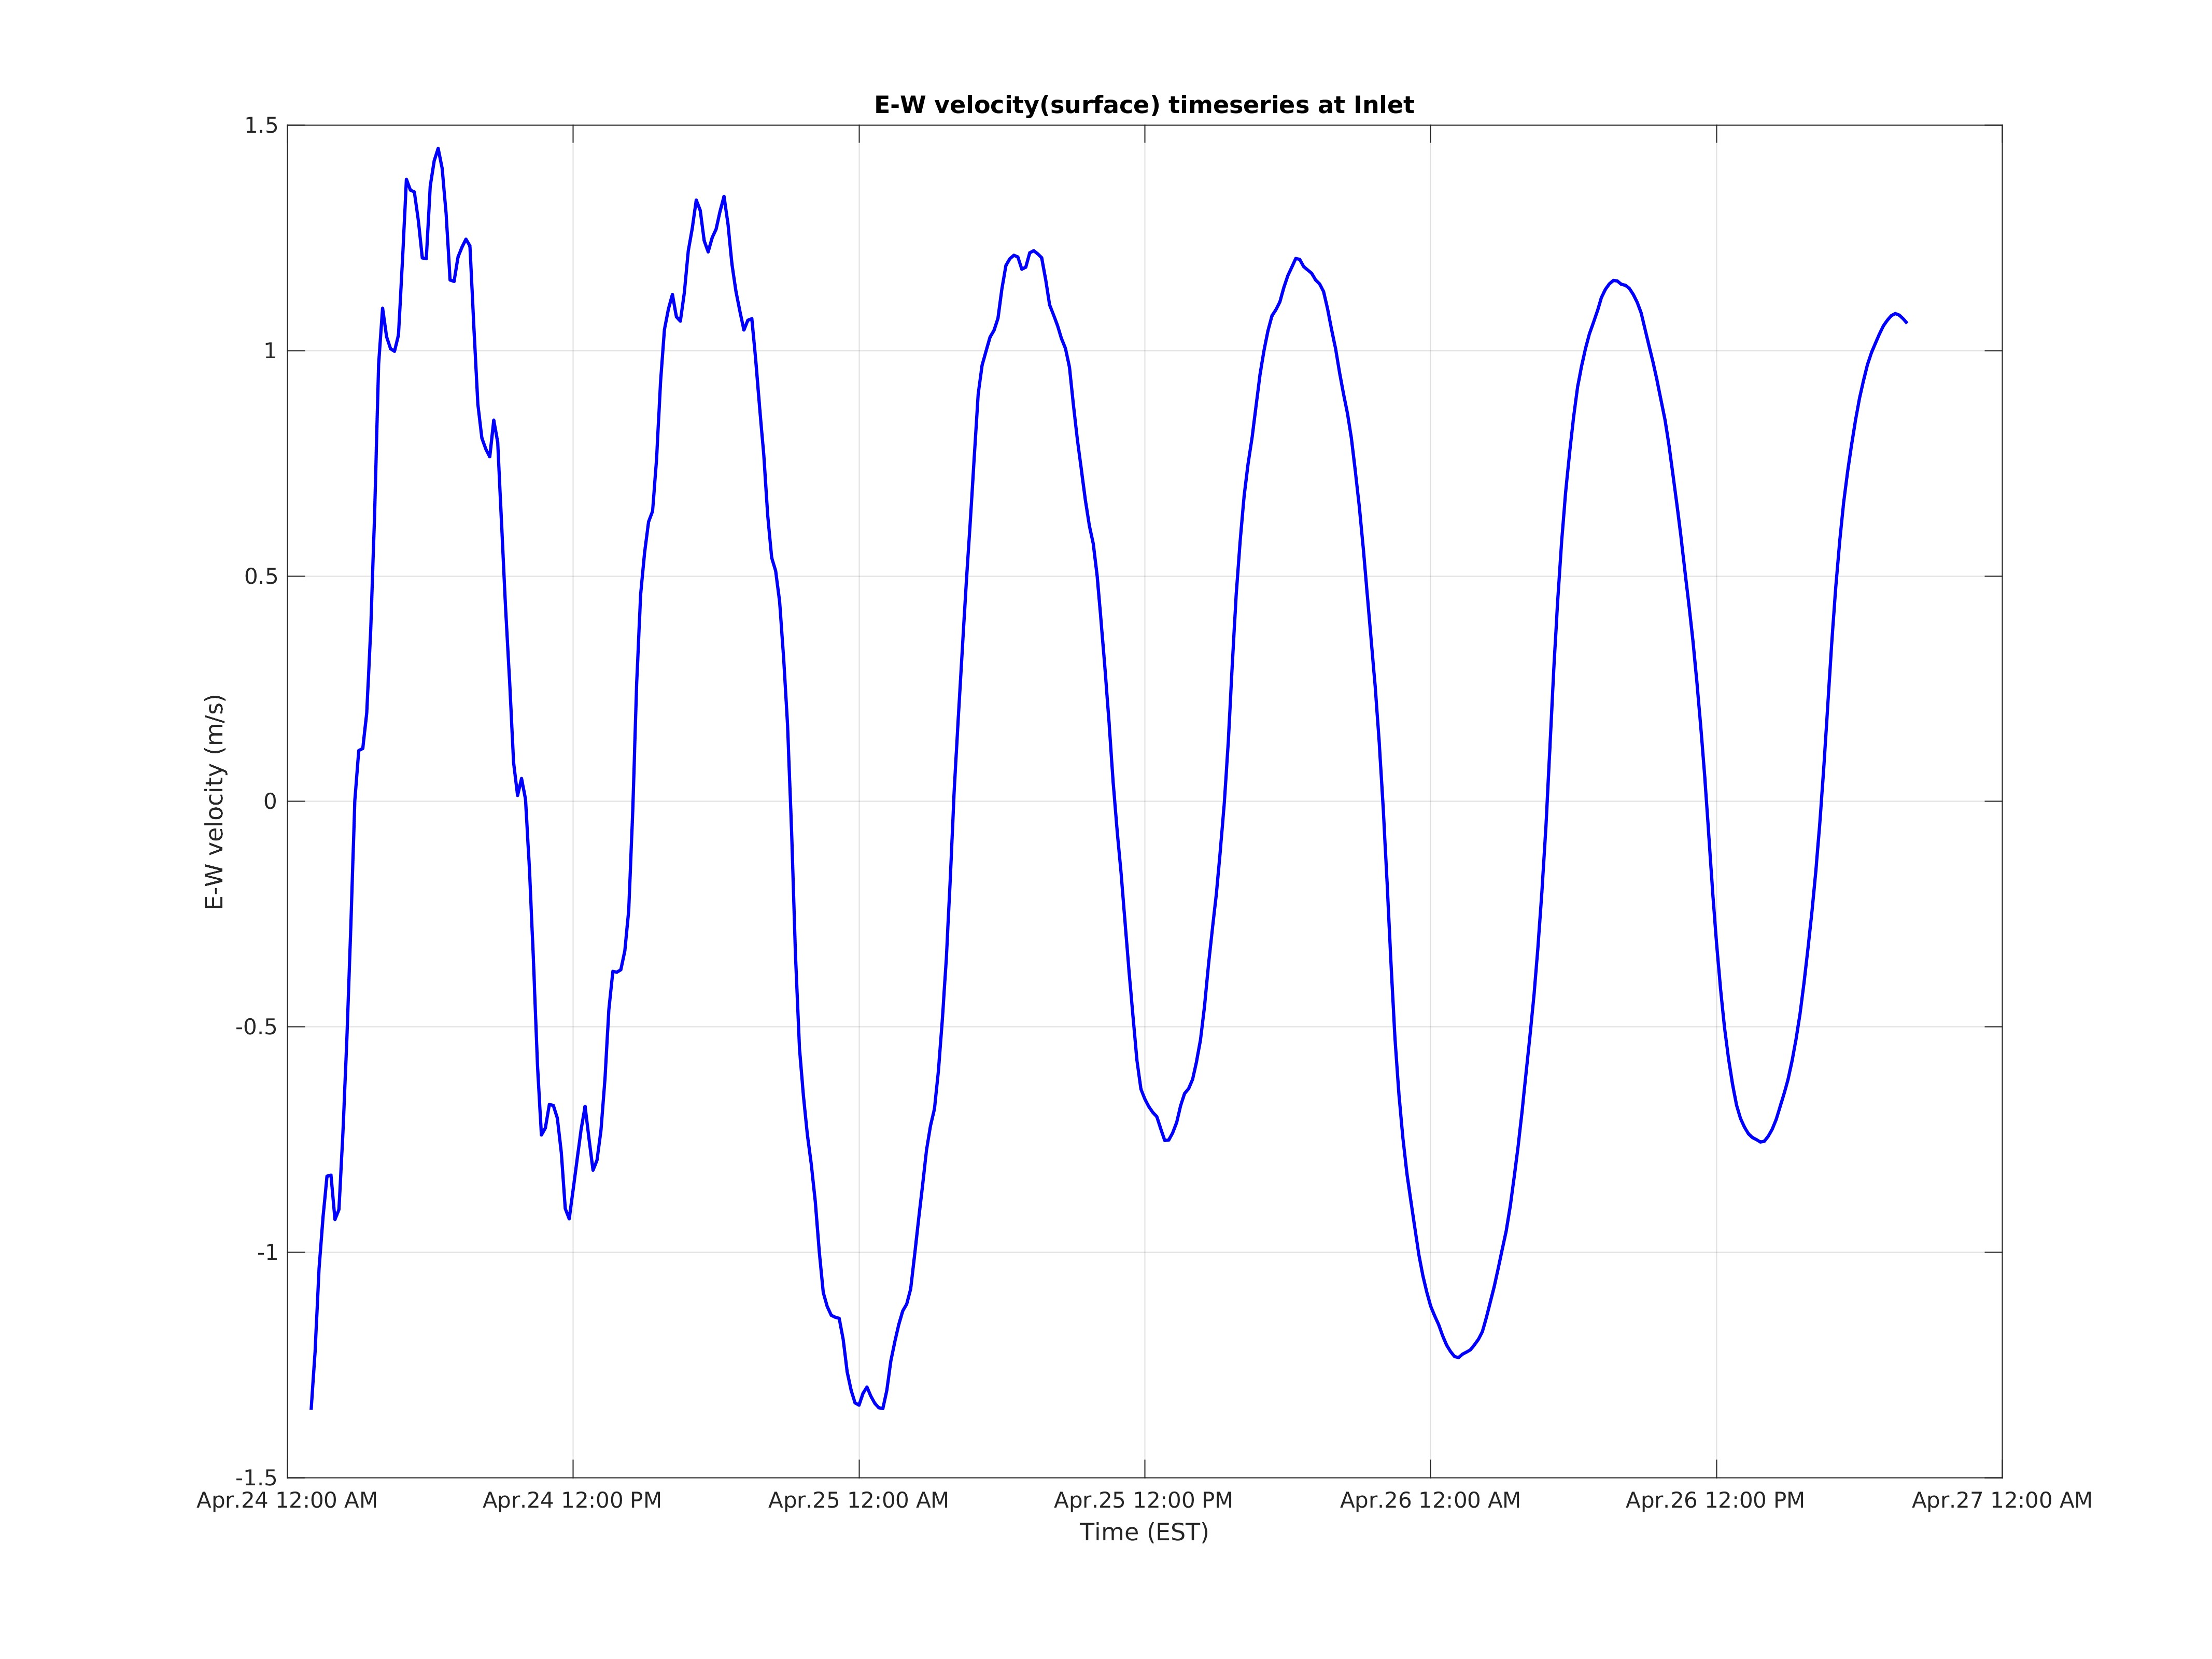 E-W velocity(surface) timeseries at Inlet
1.5
1
0.5
0
-0.5
-1
-1.5
E-W velocity (m/s)
Apr.24 12:00 AM Apr.24 12:00 PM Apr.25 12:00 AM Apr.25 12:00 PM Apr.26 12:00 AM Apr.26 12:00 PM Apr.27 12:00 AM
Time (EST)